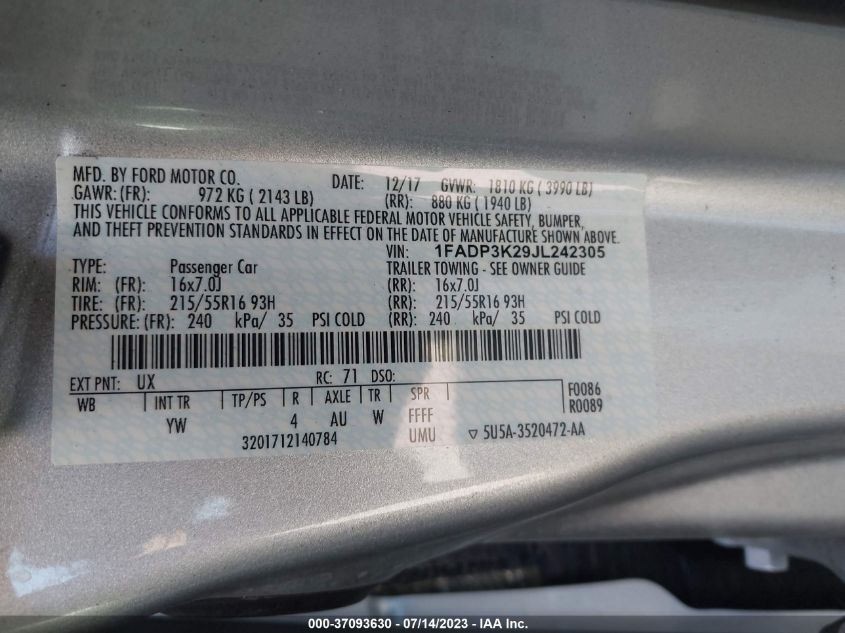 MFD. BY FORD MOTOR CO. DATE: 12/17 GVWR: 1810 KG ( 3990 LB)
GAWR: (FR): 972 KG ( 2143 LB) (RR): 880 KG ( 1940 LB)
THIS VEHICLE CONFORMS TO ALL APPLICABLE FEDERAL MOTOR VEHICLE SAFETY, BUMPER,
AND THEFT PREVENTION STANDARDS IN EFFECT ON THE DATE OF MANUFACTURE SHOWN ABOVE.
VIN: 1FADP3K29JL242305
TYPE: Passenger Car TRAILER TOWING - SEE OWNER GUIDE
RIM: (FR): 16x7.0J (RR): 16x7.0J
TIRE: (FR): 215/55R16 93H (RR): 215/55R16 93H
PRESSURE: (FR): 240 kPa/ 35 PSI COLD (RR): 240 kPa/ 35 PSI COLD
EXT PNT: UX RC: 71 DSO:
WB INT TR TP/PS R AXLE TR SPR F0086
YW 4 AU W FFFF R0089
3201712140784 UMU ▽ 5U5A-3520472-AA
000-37093630 - 07/14/2023 - IAA Inc.